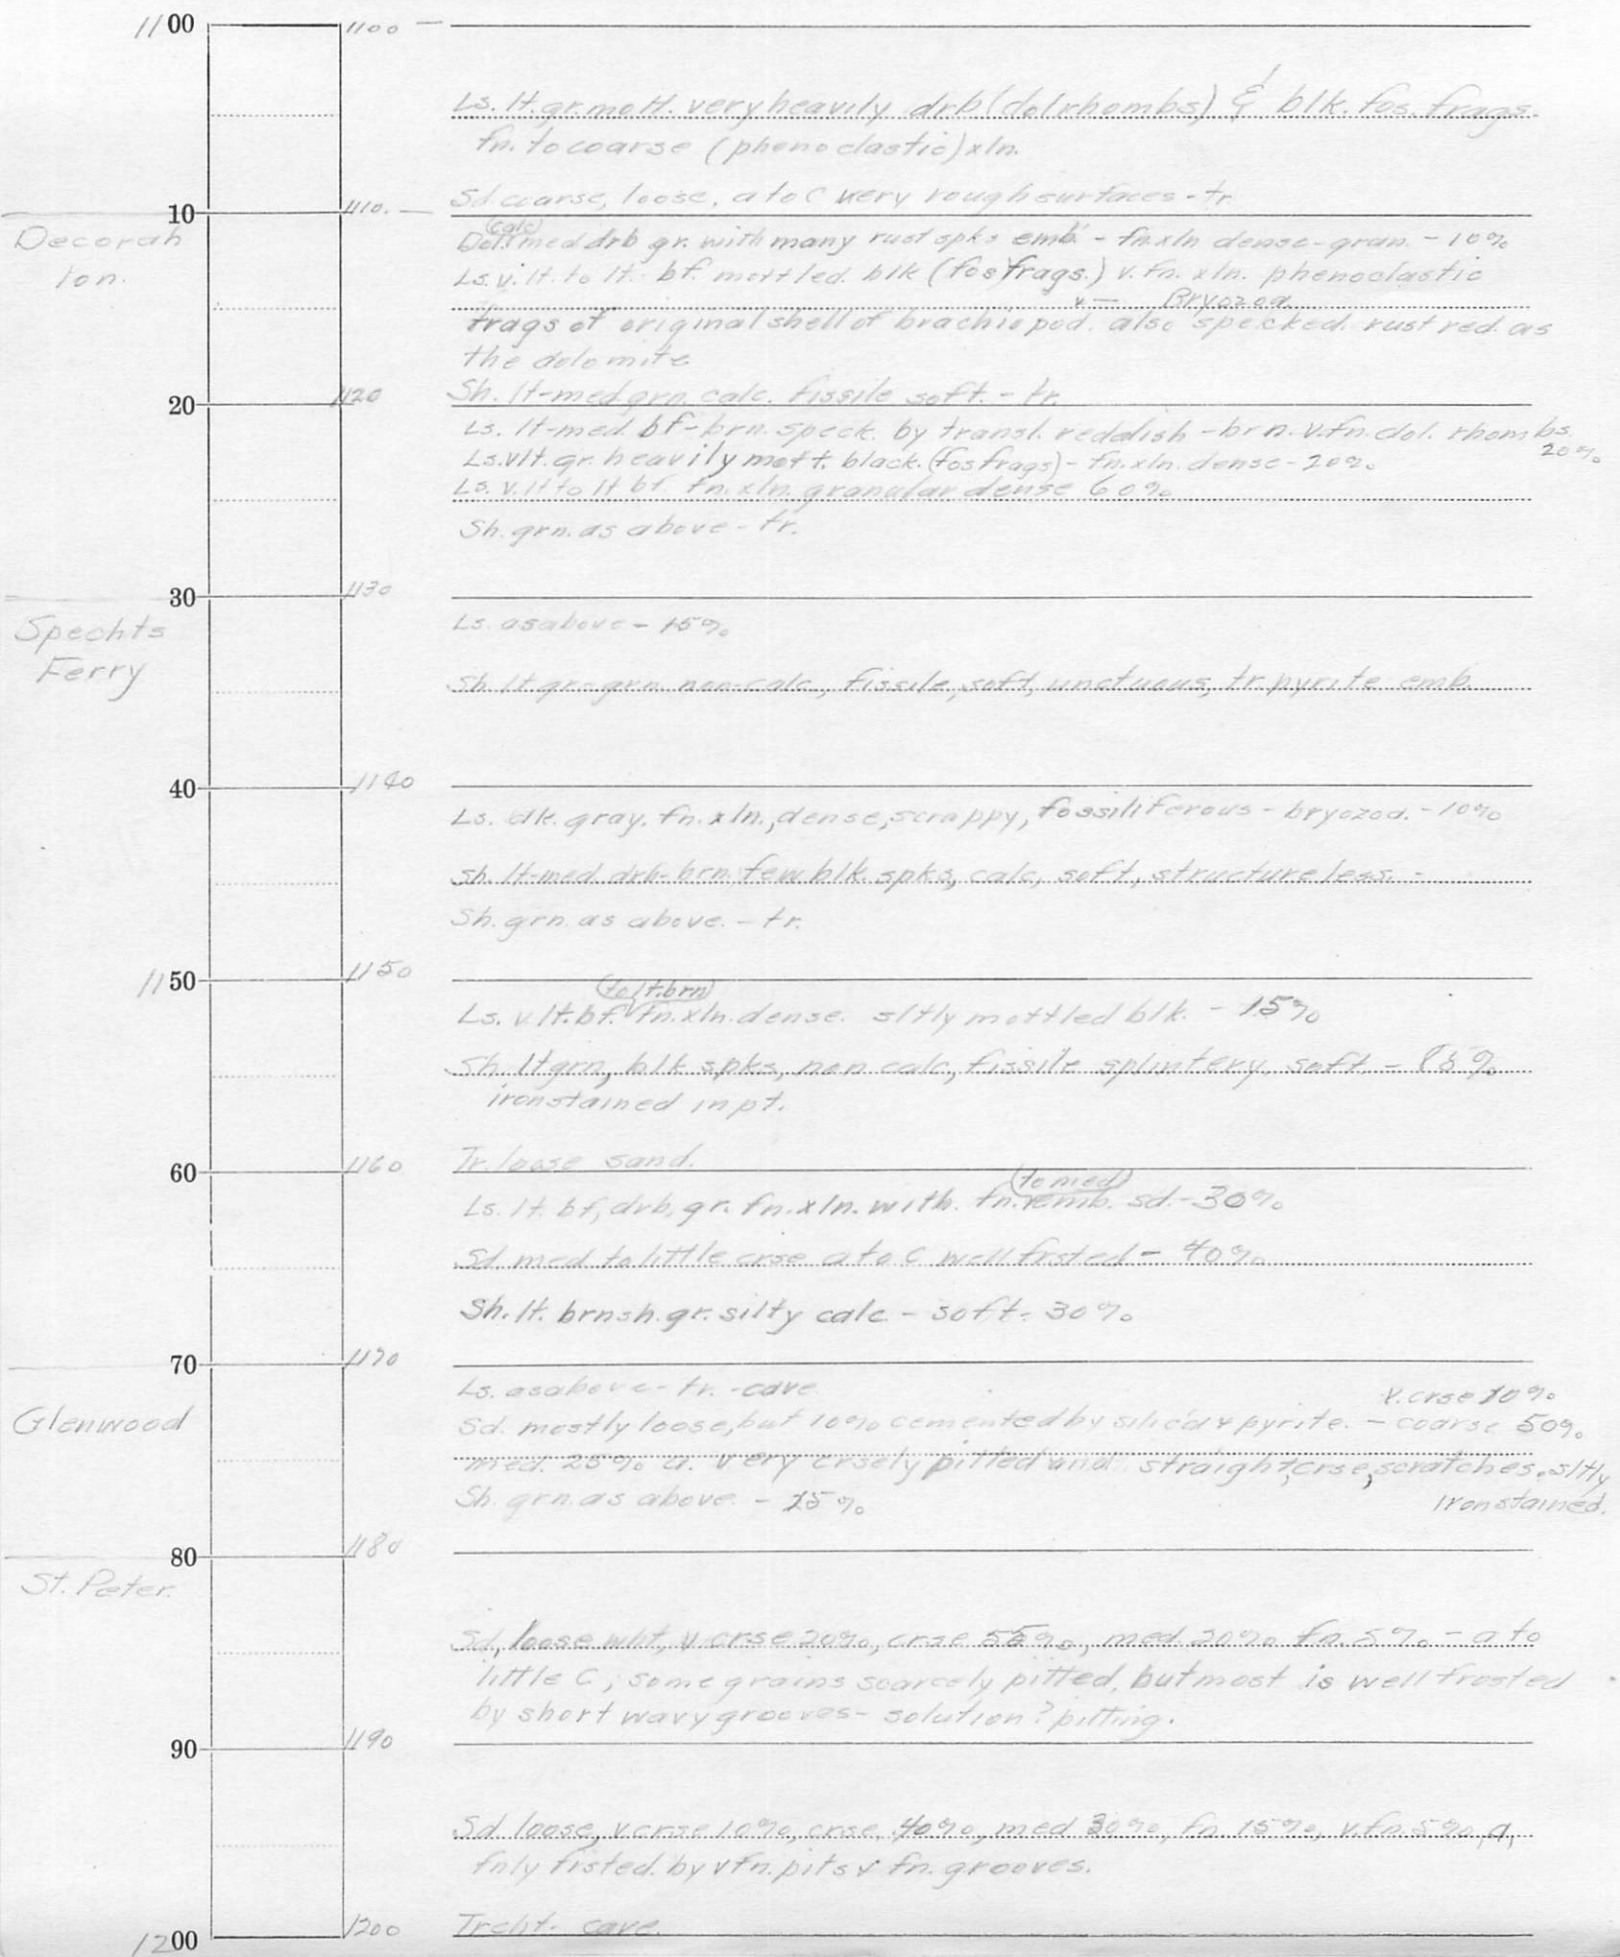 1100 1100 —
Ls. lt. gr. mott. very heavily drb (dol rhombs) & blk. fos. frags.
fn. to coarse (phenoclastic) xln.
Sd. coarse, loose, a to c very rough surfaces - tr.
10 1110. —
Decorah
Ion.
(calc)
Dol. med drb gr. with many rust spks emb. - fn. xln dense - gran. - 10%
Ls. v. lt. to lt. bf. mottled blk (fos frags.) v. fn. xln. phenoclastic
Bryozoa
frags of original shell of brachiopod. also specked rust red. as
the dolomite
Sh. lt-med grn calc. fissile soft. - tr.
20 1120
Ls. lt-med. bf-brn. speck. by transl. reddish-brn. v.fn. dol. rhombs
20%
Ls. v lt. gr. heavily mott. black. (fos frags) - fn. xln. dense - 20%
Ls. v. lt to lt bf. fn. xln. granular dense 60%
Sh. grn. as above - tr.
30 1130
Spechts
Ferry
Ls. as above - 15%
Sh. lt gr-grn non-calc, fissile, soft, unctuous, tr. pyrite emb.
40 1140
Ls. dk. gray. fn. xln., dense, scrappy, fossiliferous - bryozoa. - 10%
Sh. lt-med. drb-brn, few blk. spks, calc, soft, structureless. -
Sh. grn. as above. - tr.
1150 1150
(to lt. brn)
Ls. v. lt. bf. fn. xln. dense. sltly mottled blk. - 15%
Sh. lt grn, blk spks, non calc, fissile splintery. soft. - 85%
ironstained in pt.
Tr. loose sand.
60 1160
(to med)
Ls. lt. bf, drb, gr. fn. xln. with. fn. emb. sd. - 30%
Sd. med to little crse a to c well frsted - 40%
Sh. lt. brnsh. gr. silty calc - soft - 30%
70 1170
Glenwood
Ls. as above - tr. - cave
v. crse 10%
Sd. mostly loose, but 10% cemented by silica & pyrite. - coarse 50%
med. 25% a. very crsely pitted and straight, crse, scratches. sltly
ironstained.
Sh. grn. as above. - 15%
80 1180
St. Peter.
Sd, loose wht, v. crse 20%, crse 55%, med. 20% fn. 5% - a to
little c; some grains scarcely pitted, but most is well frosted
by short wavy grooves - solution? pitting.
90 1190
Sd. loose, v crse 10%, crse. 40%, med 30%, fn 15%, v. fn. 5%, a,
fnly frsted. by v fn. pits & fn. grooves.
Tr cht - cave.
1200 1200